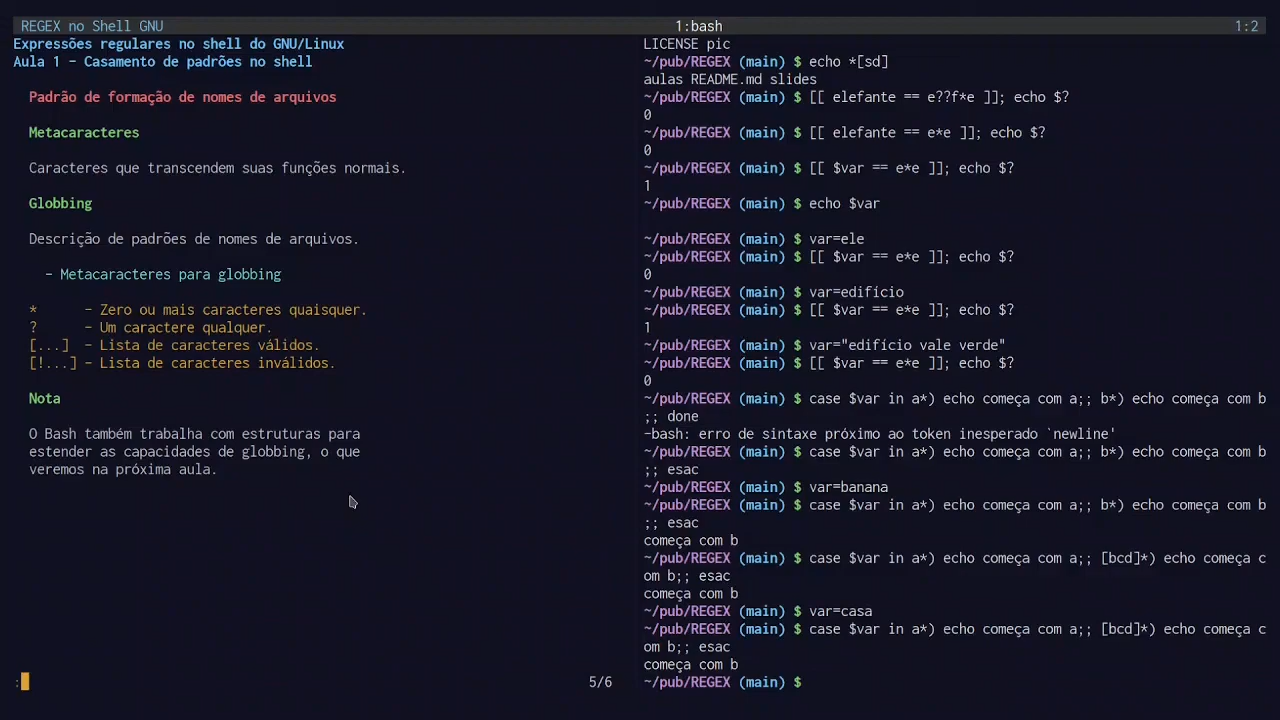 REGEX no Shell GNU
1:bash
1:2
Expressões regulares no shell do GNU/Linux
Aula 1 - Casamento de padrões no shell
Padrão de formação de nomes de arquivos
Metacaracteres
Caracteres que transcendem suas funções normais.
Globbing
Descrição de padrões de nomes de arquivos.
- Metacaracteres para globbing
* - Zero ou mais caracteres quaisquer.
? - Um caractere qualquer.
[...] - Lista de caracteres válidos.
[!...] - Lista de caracteres inválidos.
Nota
O Bash também trabalha com estruturas para
estender as capacidades de globbing, o que
veremos na próxima aula.
:
5/6
LICENSE pic
~/pub/REGEX (main) $ echo *[sd]
aulas README.md slides
~/pub/REGEX (main) $ [[ elefante == e??f*e ]]; echo $?
0
~/pub/REGEX (main) $ [[ elefante == e*e ]]; echo $?
0
~/pub/REGEX (main) $ [[ $var == e*e ]]; echo $?
1
~/pub/REGEX (main) $ echo $var
~/pub/REGEX (main) $ var=ele
~/pub/REGEX (main) $ [[ $var == e*e ]]; echo $?
0
~/pub/REGEX (main) $ var=edifício
~/pub/REGEX (main) $ [[ $var == e*e ]]; echo $?
1
~/pub/REGEX (main) $ var="edifício vale verde"
~/pub/REGEX (main) $ [[ $var == e*e ]]; echo $?
0
~/pub/REGEX (main) $ case $var in a*) echo começa com a;; b*) echo começa com b
;; done
-bash: erro de sintaxe próximo ao token inesperado `newline'
~/pub/REGEX (main) $ case $var in a*) echo começa com a;; b*) echo começa com b
;; esac
~/pub/REGEX (main) $ var=banana
~/pub/REGEX (main) $ case $var in a*) echo começa com a;; b*) echo começa com b
;; esac
começa com b
~/pub/REGEX (main) $ case $var in a*) echo começa com a;; [bcd]*) echo começa c
om b;; esac
começa com b
~/pub/REGEX (main) $ var=casa
~/pub/REGEX (main) $ case $var in a*) echo começa com a;; [bcd]*) echo começa c
om b;; esac
começa com b
~/pub/REGEX (main) $